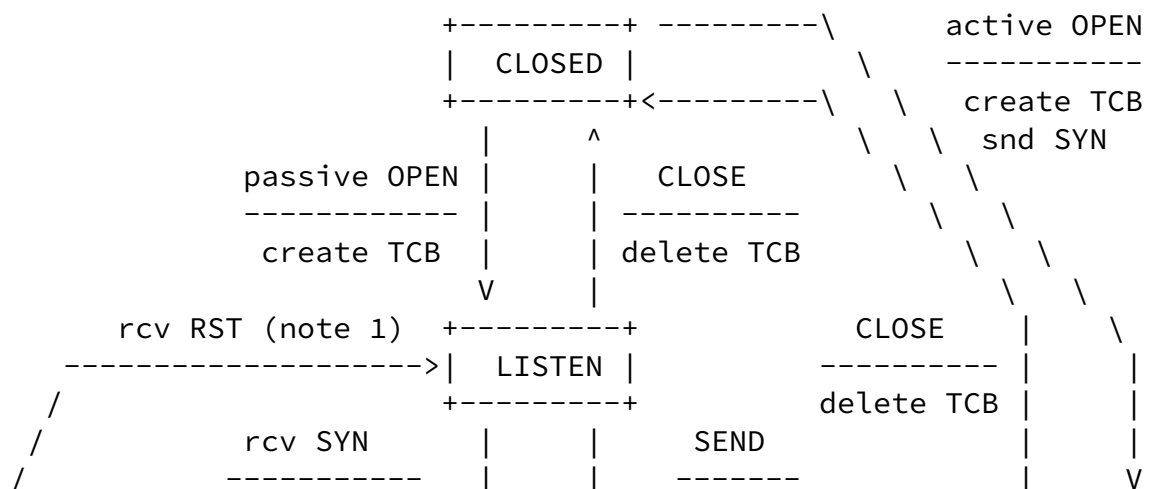 +---------+ ---------\ active OPEN
| CLOSED | \ -----------
+---------+<---------\ \ create TCB
| ^ \ \ snd SYN
passive OPEN | | CLOSE \ \
------------ | | ---------- \ \
create TCB | | delete TCB \ \
V | \ \
rcv RST (note 1) +---------+ CLOSE | \
-------------------->| LISTEN | ---------- | |
/ +---------+ delete TCB | |
/ rcv SYN | | SEND | |
/ ----------- | | ------- | V